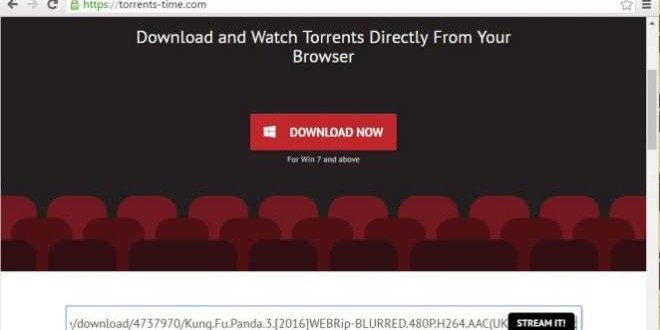 https://torrents-time.com
Download and Watch Torrents Directly From Your
Browser
DOWNLOAD NOW
For Win 7 and above
/download/4737970/Kung.Fu.Panda.3.[2016]WEBRip-BLURRED.480P.H264.AAC(UK
STREAM IT!